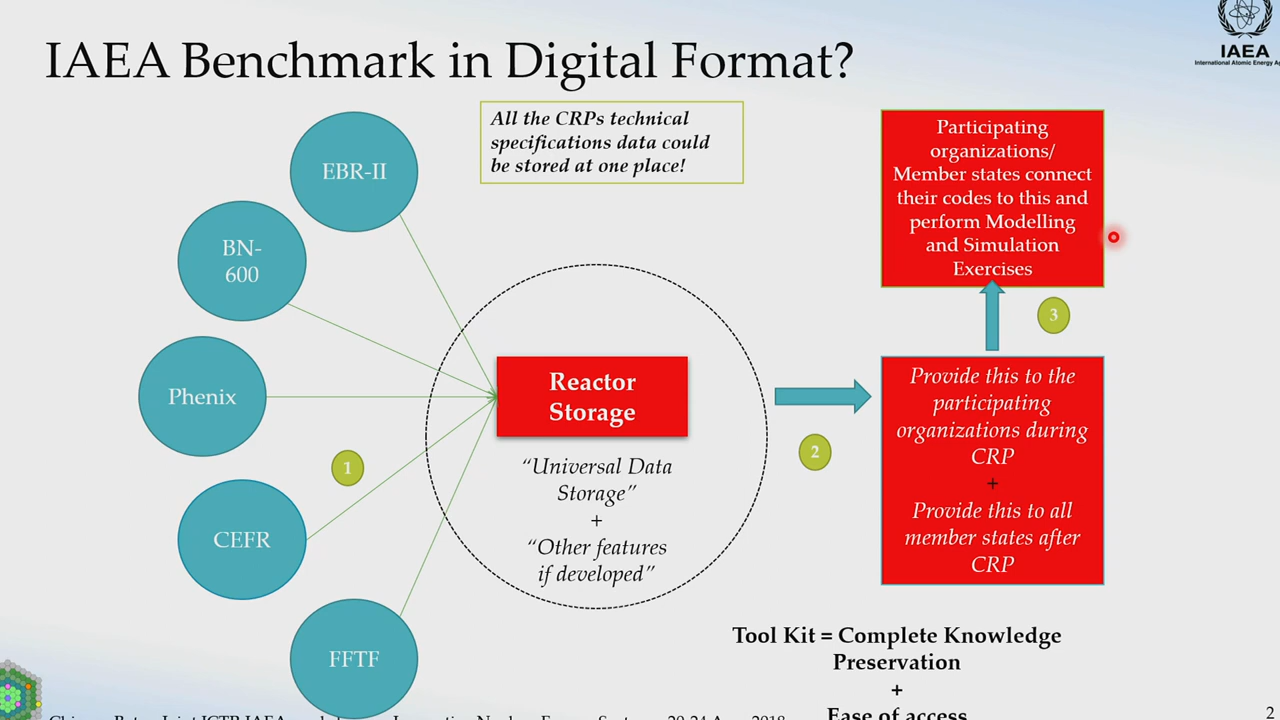 IAEA Benchmark in Digital Format?
IAEA
All the CRPs technical
specifications data could
be stored at one place!
EBR-II
BN-
600
Phenix
CEFR
FFTF
1
Reactor
Storage
“Universal Data
Storage”
+
“Other features
if developed”
2
Participating
organizations/
Member states connect
their codes to this and
perform Modelling
and Simulation
Exercises
3
Provide this to the
participating
organizations during
CRP
+
Provide this to all
member states after
CRP
Tool Kit = Complete Knowledge
Preservation
+
Ease of access
2